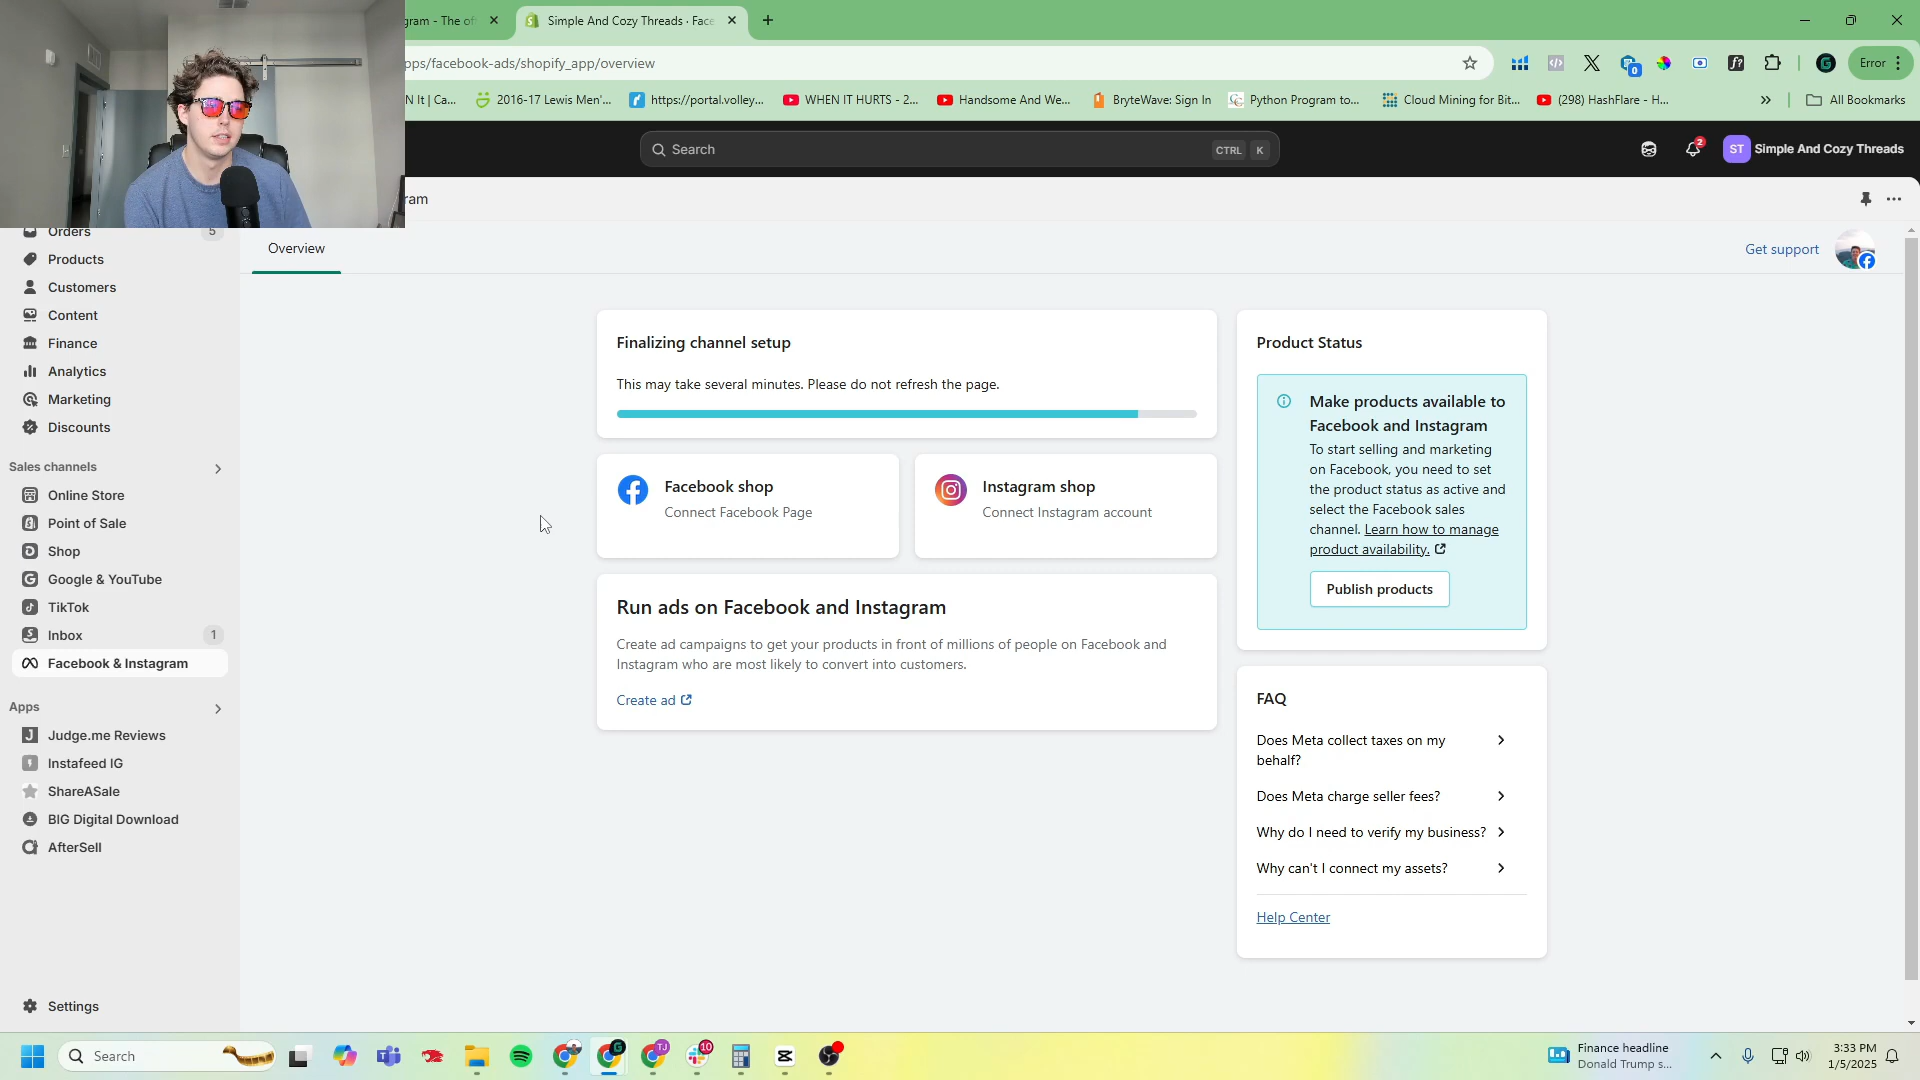 gram - The of
Simple And Cozy Threads · Face
pps/facebook-ads/shopify_app/overview
Error
N It | Ca...
2016-17 Lewis Men'...
https://portal.volley...
WHEN IT HURTS - 2...
Handsome And We...
BryteWave: Sign In
Python Program to...
Cloud Mining for Bit...
(298) HashFlare - H...
All Bookmarks
Search
CTRL K
2
ST
Simple And Cozy Threads
ram
Orders 5
Products
Customers
Content
Finance
Analytics
Marketing
Discounts
Sales channels
Online Store
Point of Sale
Shop
Google & YouTube
TikTok
Inbox 1
Facebook & Instagram
Apps
Judge.me Reviews
Instafeed IG
ShareASale
BIG Digital Download
AfterSell
Settings
Overview
Get support
Finalizing channel setup
This may take several minutes. Please do not refresh the page.
Facebook shop
Connect Facebook Page
Instagram shop
Connect Instagram account
Run ads on Facebook and Instagram
Create ad campaigns to get your products in front of millions of people on Facebook and
Instagram who are most likely to convert into customers.
Create ad
Product Status
Make products available to
Facebook and Instagram
To start selling and marketing
on Facebook, you need to set
the product status as active and
select the Facebook sales
channel. Learn how to manage
product availability.
Publish products
FAQ
Does Meta collect taxes on my
behalf?
Does Meta charge seller fees?
Why do I need to verify my business?
Why can't I connect my assets?
Help Center
Search
G
TJ
10
Finance headline
Donald Trump s...
3:33 PM
1/5/2025